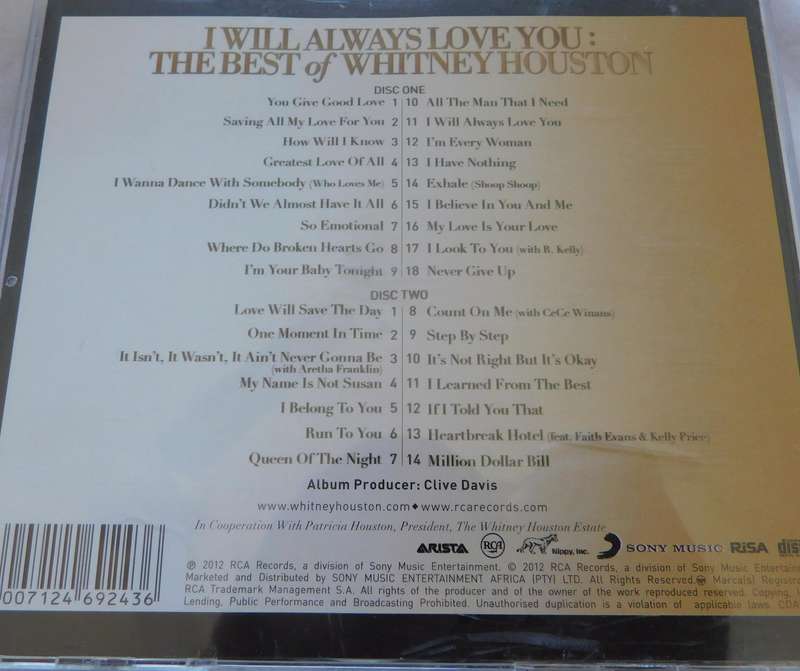 I WILL ALWAYS LOVE YOU :
THE BEST of WHITNEY HOUSTON
DISC ONE
You Give Good Love 1
Saving All My Love For You 2
How Will I Know 3
Greatest Love Of All 4
I Wanna Dance With Somebody (Who Loves Me) 5
Didn't We Almost Have It All 6
So Emotional 7
Where Do Broken Hearts Go 8
I'm Your Baby Tonight 9
10 All The Man That I Need
11 I Will Always Love You
12 I'm Every Woman
13 I Have Nothing
14 Exhale (Shoop Shoop)
15 I Believe In You And Me
16 My Love Is Your Love
17 I Look To You (with R. Kelly)
18 Never Give Up
DISC TWO
Love Will Save The Day 1
One Moment In Time 2
It Isn't, It Wasn't, It Ain't Never Gonna Be 3
(with Aretha Franklin)
My Name Is Not Susan 4
I Belong To You 5
Run To You 6
Queen Of The Night 7
8 Count On Me (with CeCe Winans)
9 Step By Step
10 It's Not Right But It's Okay
11 I Learned From The Best
12 If I Told You That
13 Heartbreak Hotel (feat. Faith Evans & Kelly Price)
14 Million Dollar Bill
Album Producer: Clive Davis
www.whitneyhouston.com ◆ www.rcarecords.com
In Cooperation With Patricia Houston, President, The Whitney Houston Estate
ARISTA RCA Nippy, Inc. SONY MUSIC RiSA disc
℗ 2012 RCA Records, a division of Sony Music Entertainment. © 2012 RCA Records, a division of Sony Music Entertainment
Marketed and Distributed by SONY MUSIC ENTERTAINMENT AFRICA (PTY) LTD. All Rights Reserved. Marca(s) Registr
RCA Trademark Management S.A. All rights of the producer and of the owner of the work reproduced reserved. Copying,
Lending, Public Performance and Broadcasting Prohibited. Unauthorised duplication is a violation of applicable laws. CDA
007124 692436